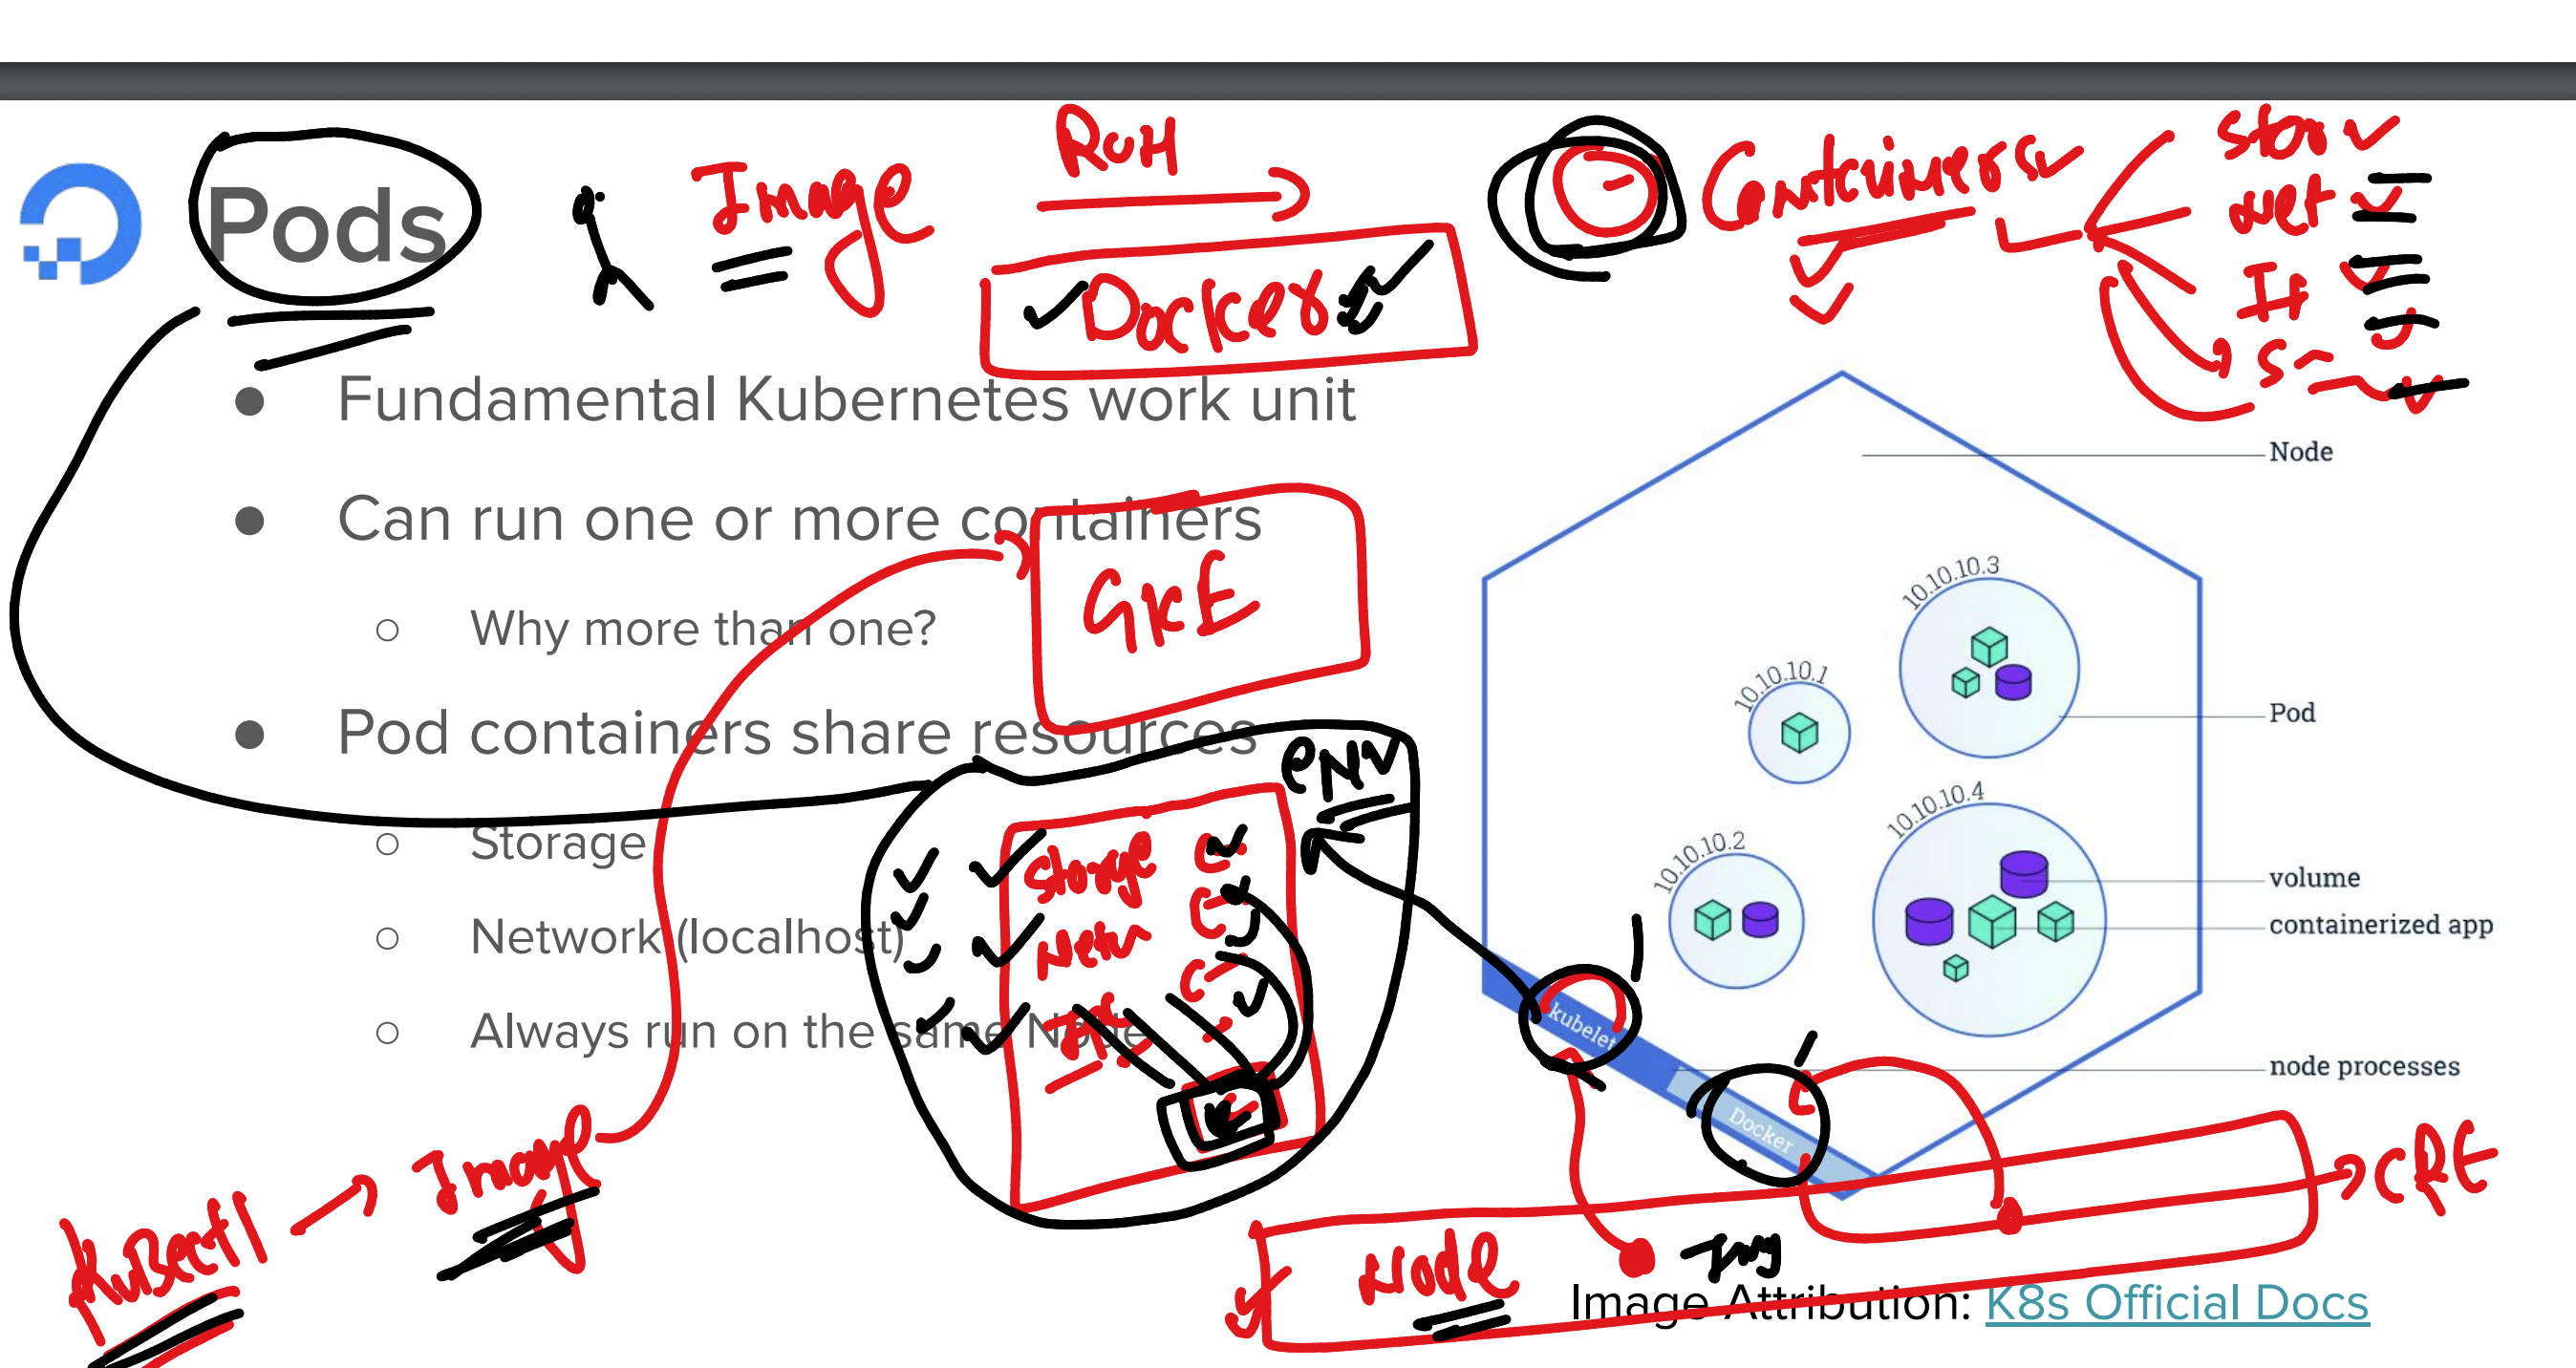 Pods
Image
RUN
Docker
Containers
Stor
net
If
S
Fundamental Kubernetes work unit
Can run one or more containers
Why more than one?
Pod containers share resources
Storage
Network (localhost)
Always run on the same Node
GKE
env
Storage C
Netw C
C
Kubectl → Image
Node
Img
CRE
Node
10.10.10.3
10.10.10.1
Pod
10.10.10.4
10.10.10.2
volume
containerized app
kubelet
node processes
Docker
Image Attribution: K8s Official Docs